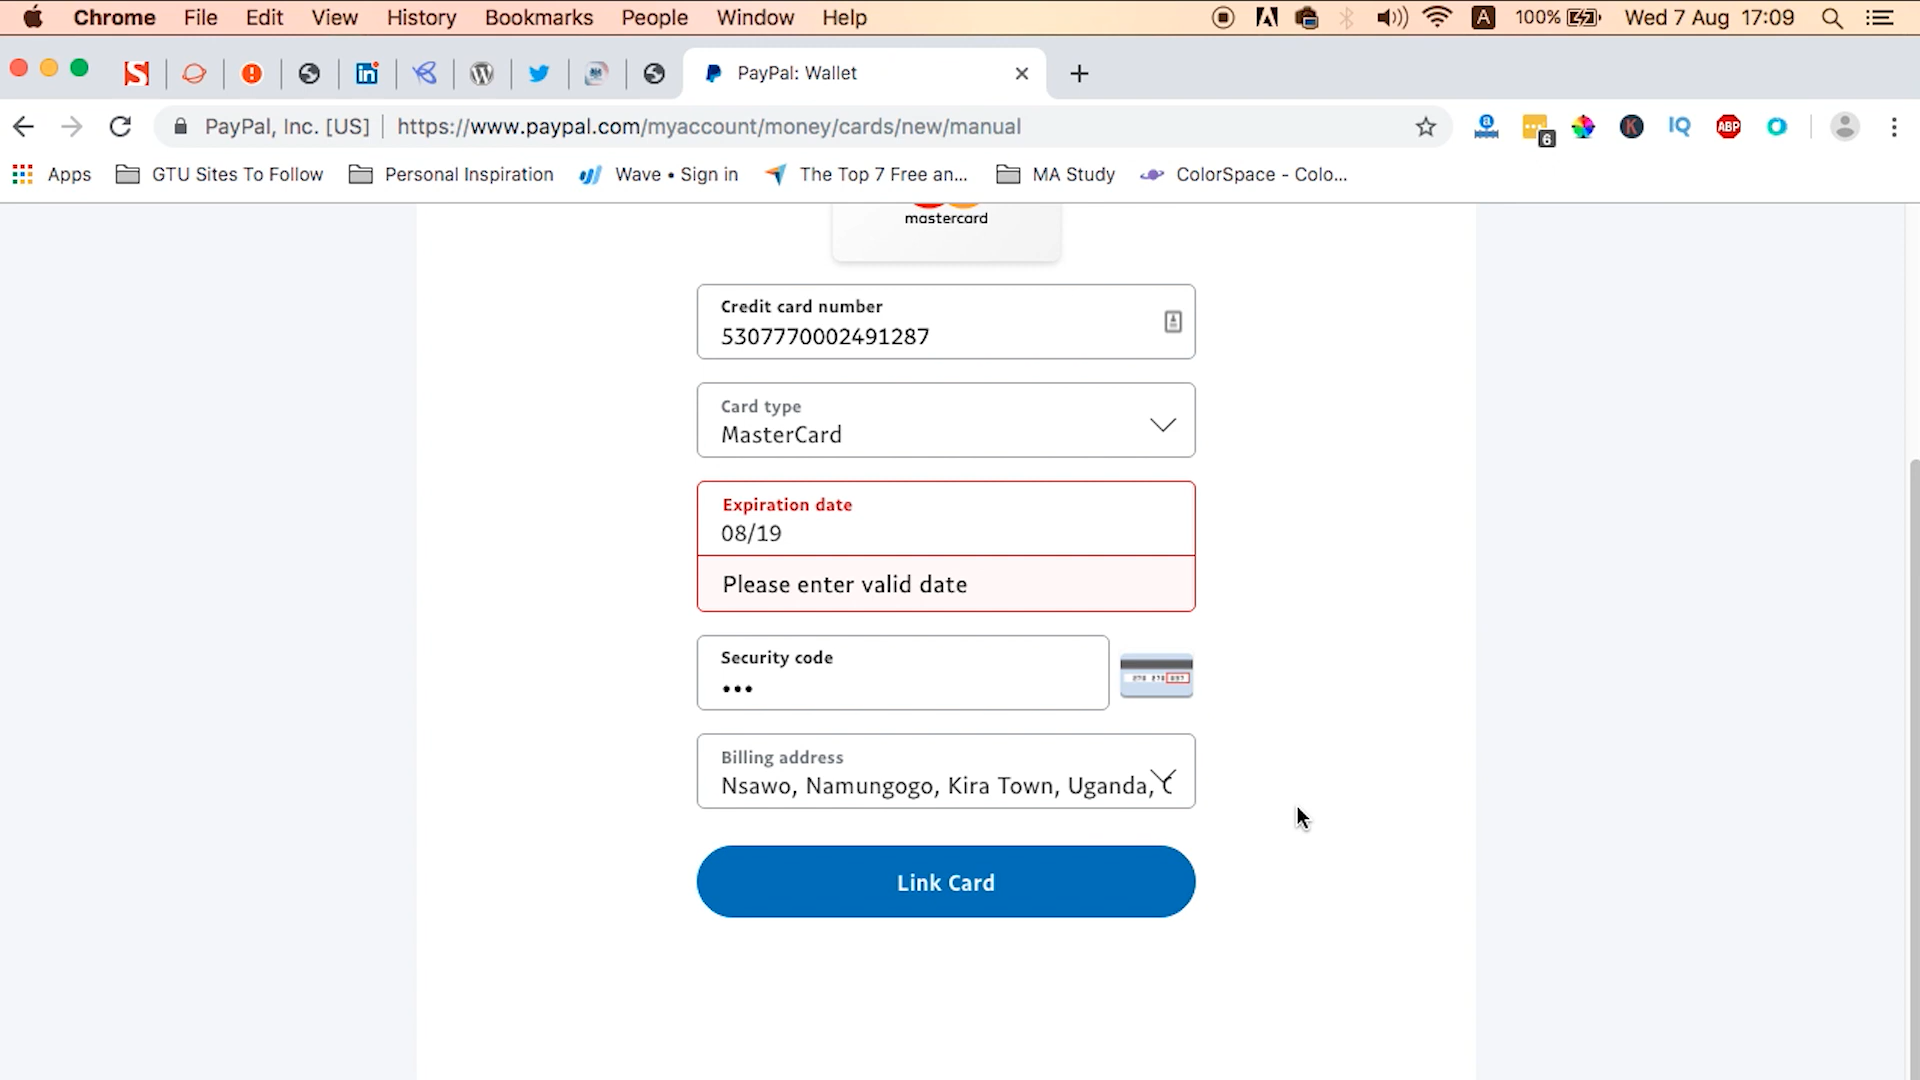 Chrome File Edit View History Bookmarks People Window Help A 100% Wed 7 Aug 17:09
PayPal: Wallet
PayPal, Inc. [US] https://www.paypal.com/myaccount/money/cards/new/manual 6 K IQ ABP
Apps GTU Sites To Follow Personal Inspiration Wave • Sign in The Top 7 Free an... MA Study ColorSpace - Colo...
mastercard
Credit card number
5307770002491287
Card type
MasterCard
Expiration date
08/19
Please enter valid date
Security code
•••
Billing address
Nsawo, Namungogo, Kira Town, Uganda, C
Link Card